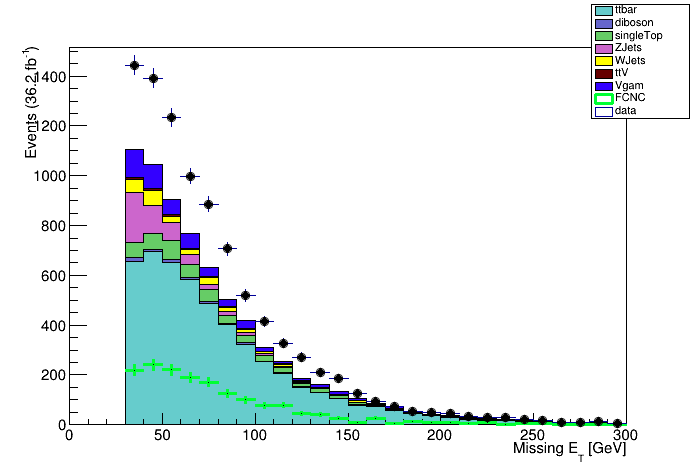 ttbar
diboson
singleTop
ZJets
WJets
ttV
Vgam
FCNC
data
Events (36.2 fb-1)
1400
1200
1000
800
600
400
200
0
0 50 100 150 200 250 300
Missing ET [GeV]